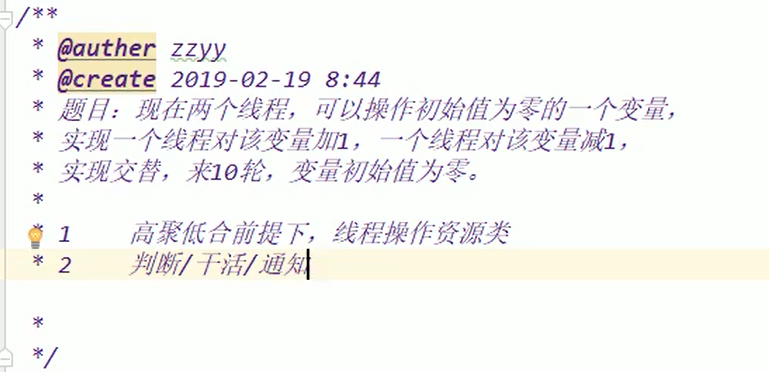 /**
* @auther zzyy
* @create 2019-02-19 8:44
* 题目：现在两个线程，可以操作初始值为零的一个变量，
* 实现一个线程对该变量加1，一个线程对该变量减1，
* 实现交替，来10轮，变量初始值为零。
*
* 1 高聚低合前提下，线程操作资源类
* 2 判断/干活/通知
*
*/